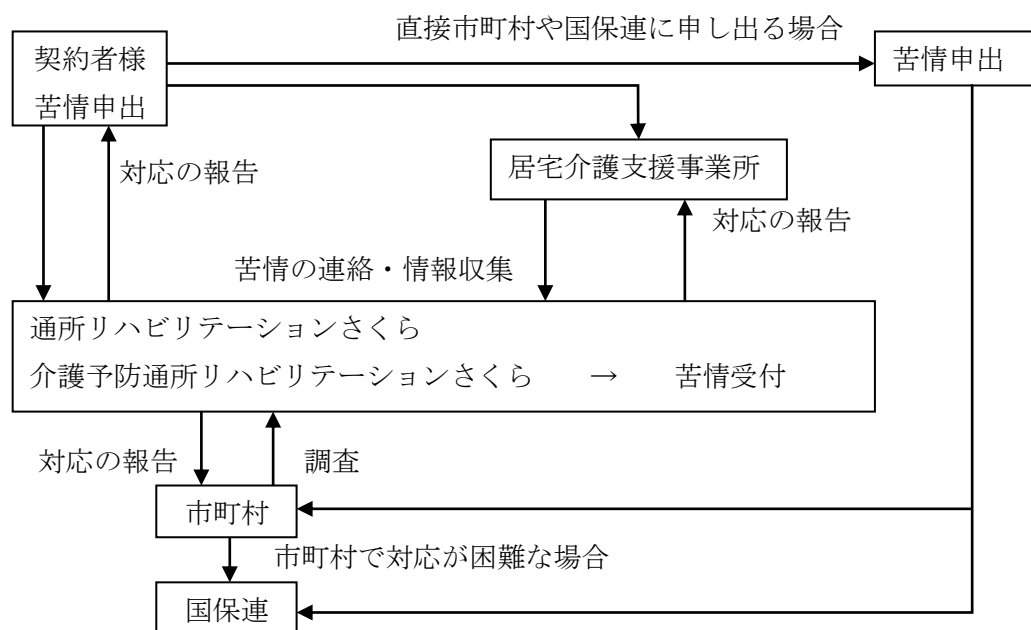 直接市町村や国保連に申し出る場合
契約者様
苦情申出
苦情申出
対応の報告
居宅介護支援事業所
対応の報告
苦情の連絡・情報収集
通所リハビリテーションさくら
介護予防通所リハビリテーションさくら → 苦情受付
対応の報告
調査
市町村
市町村で対応が困難な場合
国保連